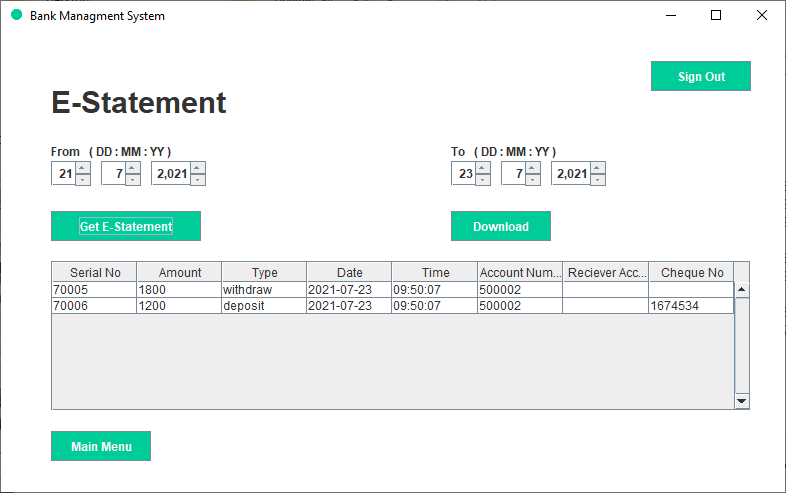 Bank Managment System
Sign Out
E-Statement
From ( DD : MM : YY ) To ( DD : MM : YY )
21 7 2,021 23 7 2,021
Get E-Statement Download
Serial No Amount Type Date Time Account Num... Reciever Acc... Cheque No
70005 1800 withdraw 2021-07-23 09:50:07 500002
70006 1200 deposit 2021-07-23 09:50:07 500002 1674534
Main Menu